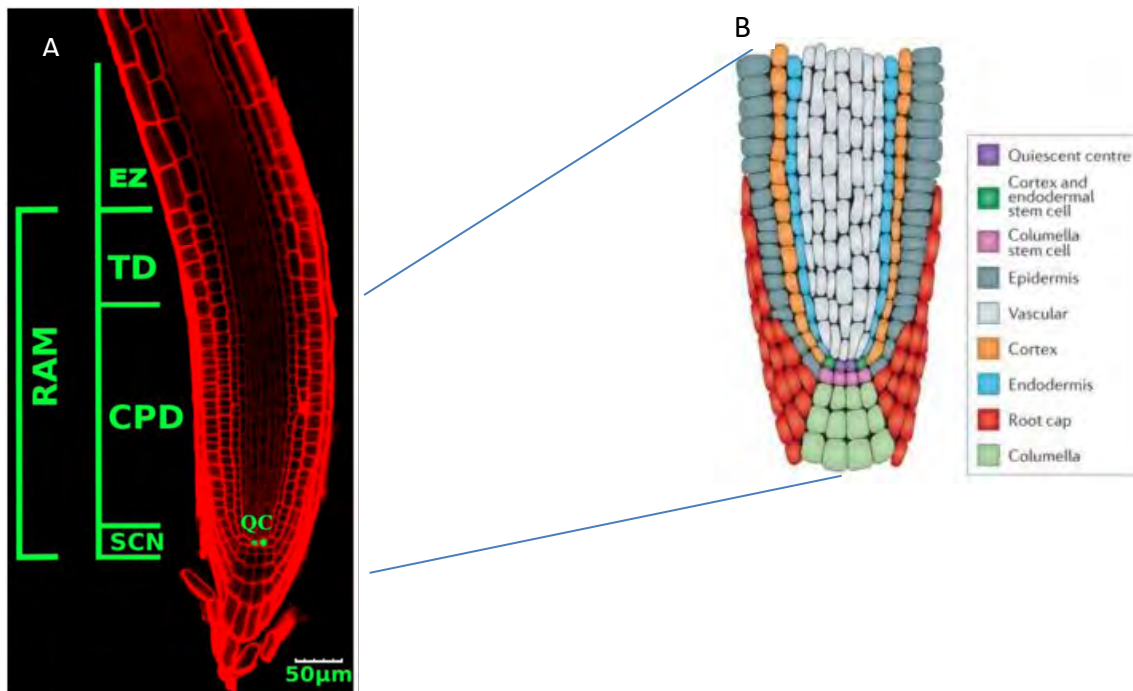 A
EZ
TD
RAM
CPD
QC
SCN
50μm
B
Quiescent centre
Cortex and
endodermal
stem cell
Columella
stem cell
Epidermis
Vascular
Cortex
Endodermis
Root cap
Columella